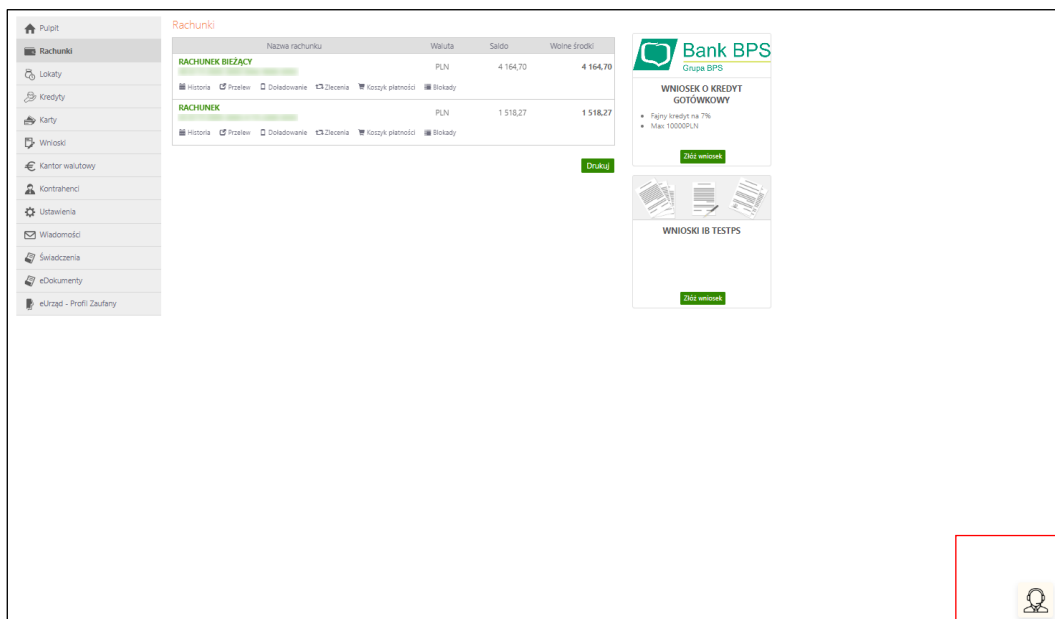 Pulpit
Rachunki
Lokaty
Kredyty
Karty
Wnioski
Kantor walutowy
Kontrahenci
Ustawienia
Wiadomości
Świadczenia
eDokumenty
eUrząd - Profil Zaufany
Rachunki
Nazwa rachunku Waluta Saldo Wolne środki
RACHUNEK BIEŻĄCY
PLN 4 164,70 4 164,70
Historia Przelew Doładowanie Zlecenia Koszyk płatności Blokady
RACHUNEK
PLN 1 518,27 1 518,27
Historia Przelew Doładowanie Zlecenia Koszyk płatności Blokady
Drukuj
Bank BPS
Grupa BPS
WNIOSEK O KREDYT
GOTÓWKOWY
Fajny kredyt na 7%
Max 10000PLN
Złóż wniosek
WNIOSKI IB TESTPS
Złóż wniosek